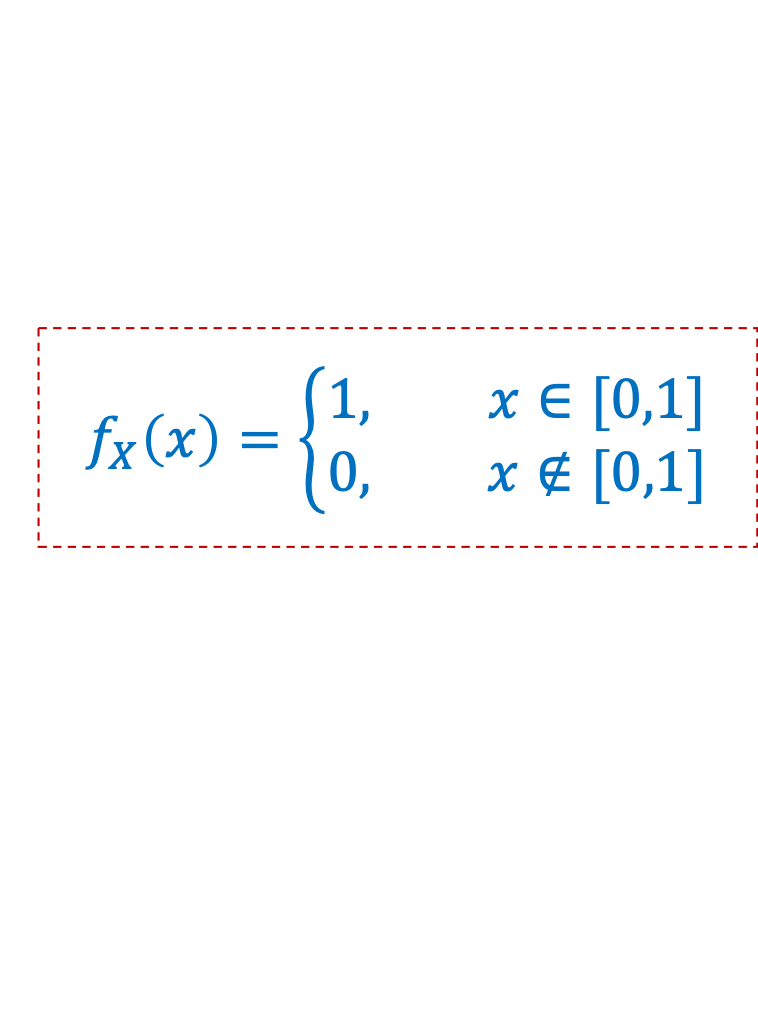 f_X(x) = { 1, x ∈ [0,1]
0, x ∉ [0,1]